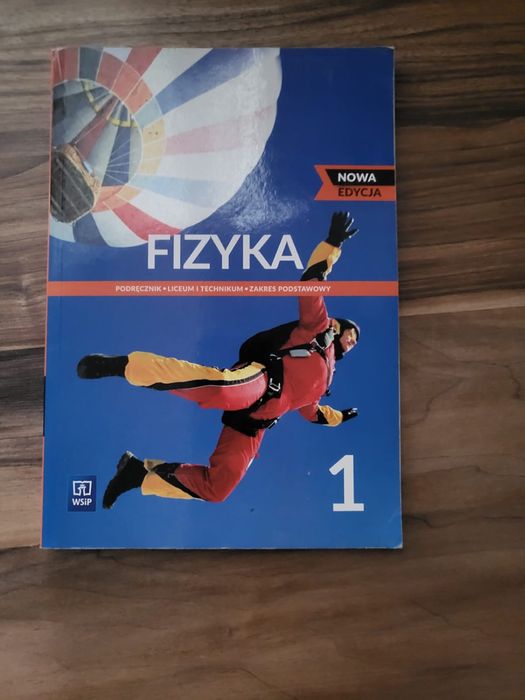 NOWA
EDYCJA
FIZYKA
PODRĘCZNIK • LICEUM I TECHNIKUM • ZAKRES PODSTAWOWY
1
WSiP